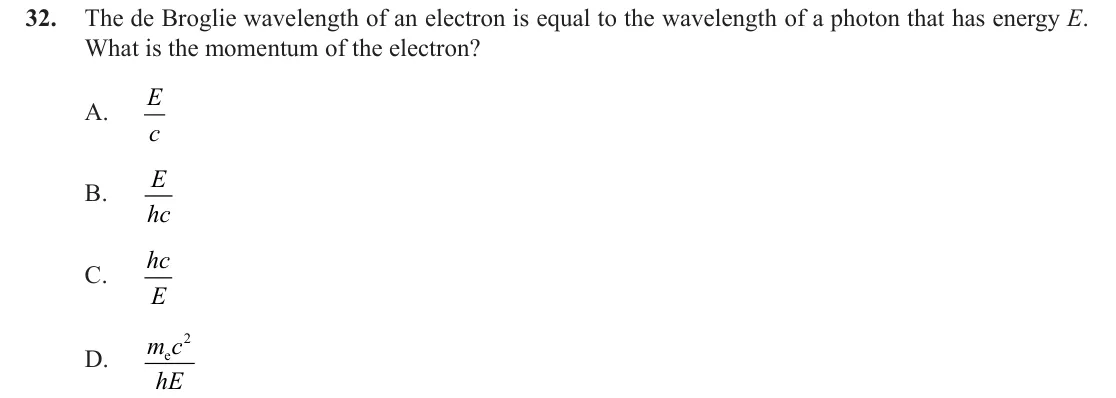 32. The de Broglie wavelength of an electron is equal to the wavelength of a photon that has energy E.
What is the momentum of the electron?
A. E/c
B. E/hc
C. hc/E
D. mₑc²/hE